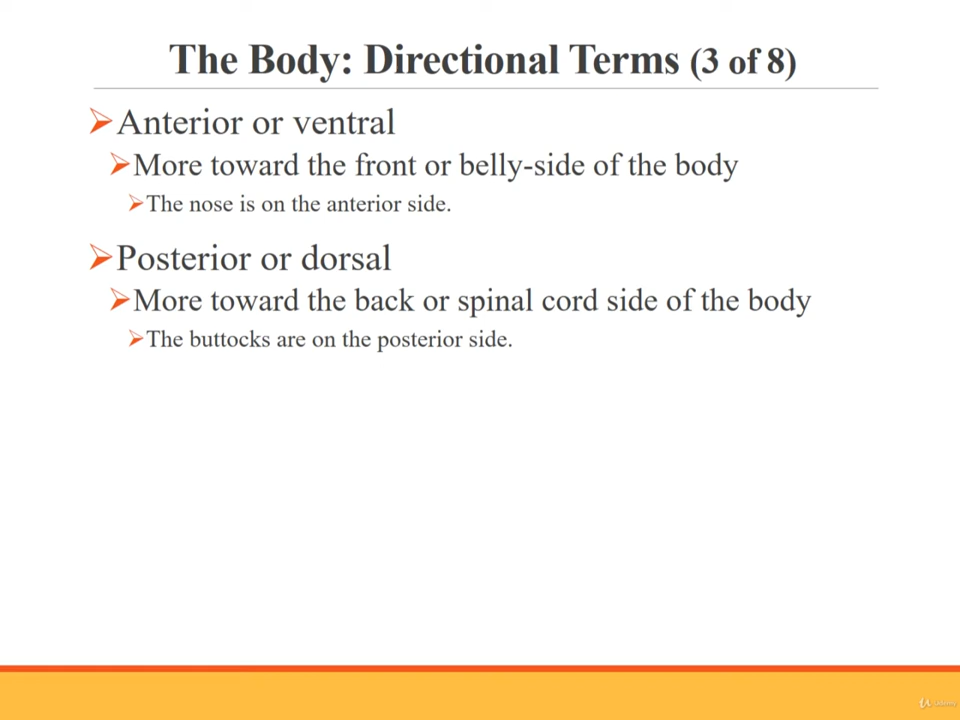 The Body: Directional Terms (3 of 8)
Anterior or ventral
More toward the front or belly-side of the body
The nose is on the anterior side.
Posterior or dorsal
More toward the back or spinal cord side of the body
The buttocks are on the posterior side.
Udemy